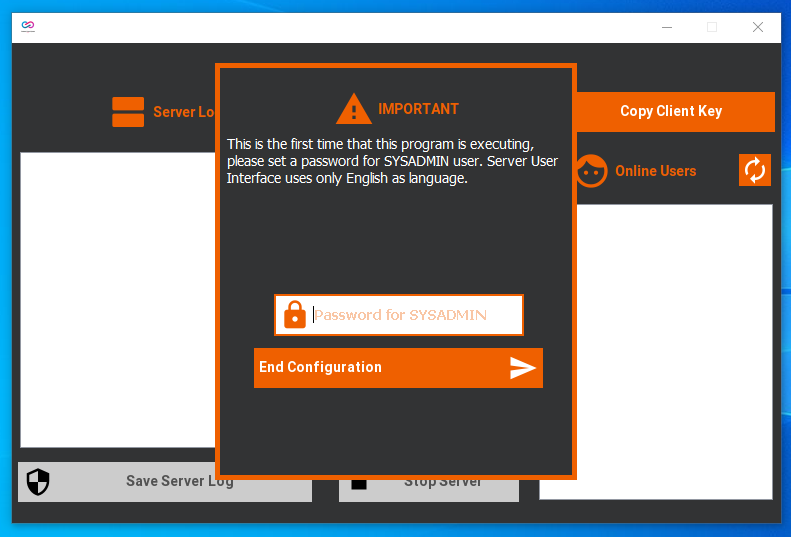 Server Lo
IMPORTANT
Copy Client Key
This is the first time that this program is executing,
please set a password for SYSADMIN user. Server User
Interface uses only English as language.
Online Users
Password for SYSADMIN
End Configuration
Save Server Log
Stop Server